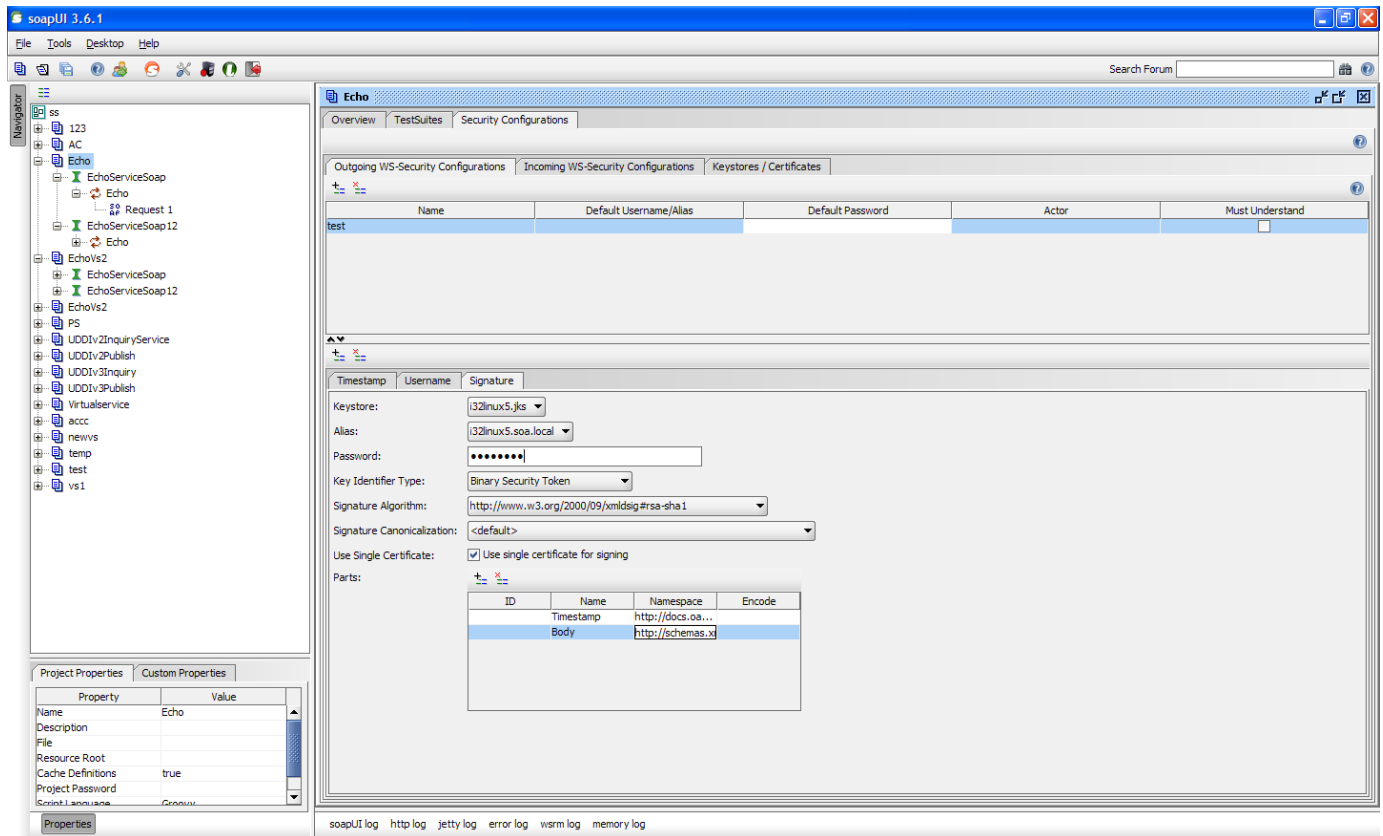 soapUI 3.6.1
File Tools Desktop Help
Search Forum
Navigator
ss
123
AC
Echo
EchoServiceSoap
Echo
Request 1
EchoServiceSoap12
Echo
EchoVs2
EchoServiceSoap
EchoServiceSoap12
EchoVs2
PS
UDDIv2InquiryService
UDDIv2Publish
UDDIv3Inquiry
UDDIv3Publish
Virtualservice
accc
newvs
temp
test
vs1
Project Properties Custom Properties
Property Value
Name Echo
Description
File
Resource Root
Cache Definitions true
Project Password
Script Language Groovy
Properties
Echo
Overview TestSuites Security Configurations
Outgoing WS-Security Configurations Incoming WS-Security Configurations Keystores / Certificates
Name Default Username/Alias Default Password Actor Must Understand
test
Timestamp Username Signature
Keystore: i32linux5.jks
Alias: i32linux5.soa.local
Password: ••••••••
Key Identifier Type: Binary Security Token
Signature Algorithm: http://www.w3.org/2000/09/xmldsig#rsa-sha1
Signature Canonicalization: <default>
Use Single Certificate: Use single certificate for signing
Parts:
ID Name Namespace Encode
Timestamp http://docs.oa...
Body http://schemas.x
soapUI log http log jetty log error log wsrm log memory log